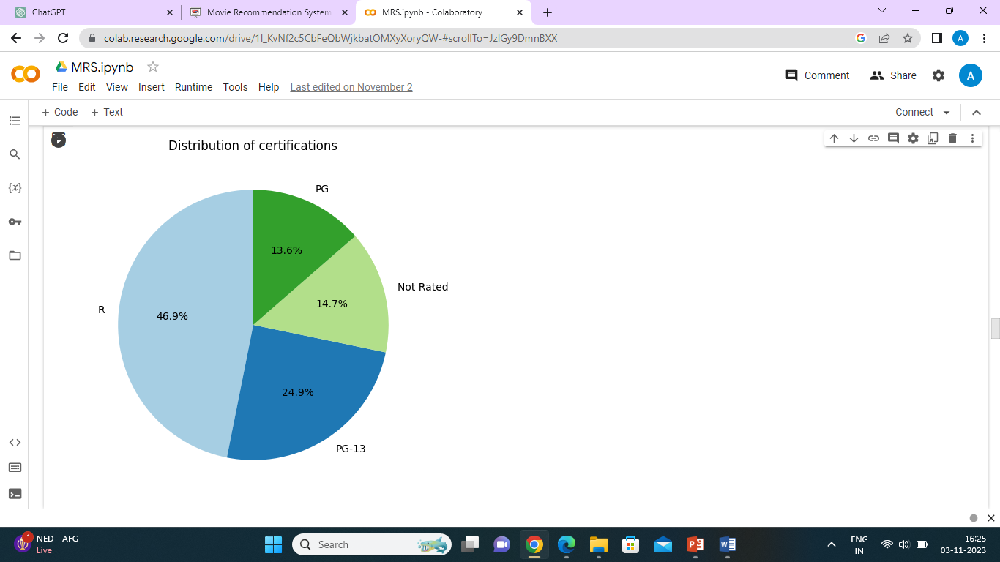 ChatGPT
Movie Recommendation System
MRS.ipynb - Colaboratory
colab.research.google.com/drive/1I_KvNf2c5CbFeQbWjkbatOMXyXoryQW-#scrollTo=JzIGy9DmnBXX
A
MRS.ipynb
File Edit View Insert Runtime Tools Help Last edited on November 2
Comment Share A
+ Code + Text
Connect
{x}
Distribution of certifications
PG
13.6%
Not Rated
14.7%
R
46.9%
24.9%
PG-13
1
NED - AFG
Live
Search
ENG
IN
16:25
03-11-2023